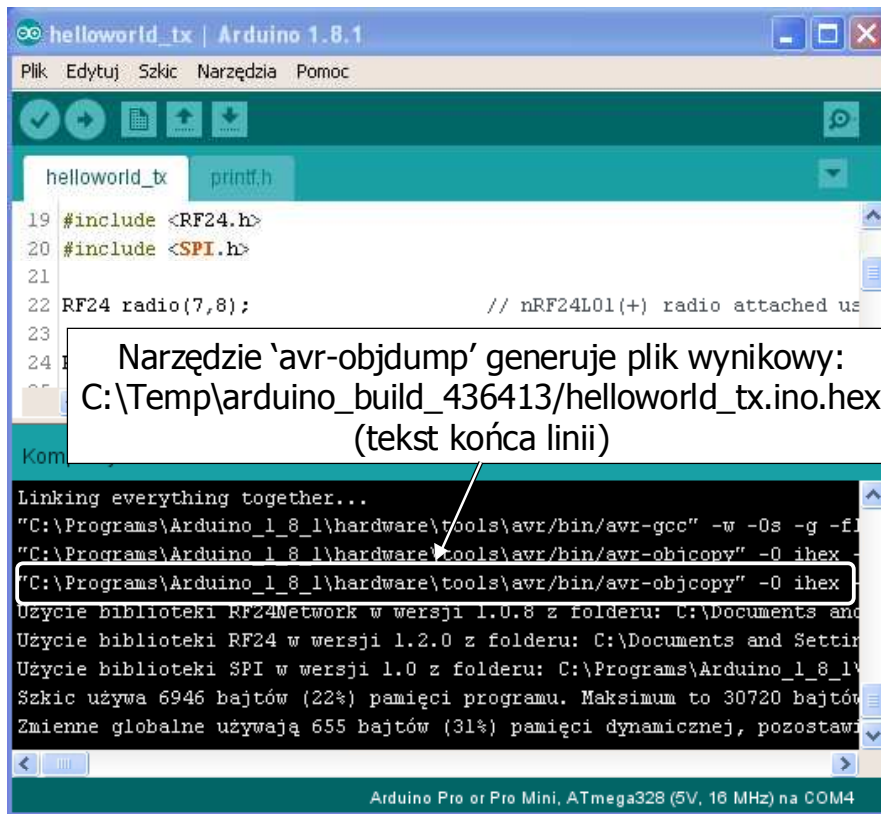 helloworld_tx | Arduino 1.8.1
Plik Edytuj Szkic Narzędzia Pomoc
helloworld_tx printf.h
19 #include <RF24.h>
20 #include <SPI.h>
21
22 RF24 radio(7,8); // nRF24L01(+) radio attached us
23
24
Narzędzie ‘avr-objdump’ generuje plik wynikowy:
C:\Temp\arduino_build_436413/helloworld_tx.ino.hex
(tekst końca linii)
Linking everything together...
"C:\Programs\Arduino_1_8_1\hardware\tools\avr/bin/avr-gcc" -w -Os -g -fl
"C:\Programs\Arduino_1_8_1\hardware\tools\avr/bin/avr-objcopy" -O ihex -
"C:\Programs\Arduino_1_8_1\hardware\tools\avr/bin/avr-objcopy" -O ihex -
Użycie biblioteki RF24Network w wersji 1.0.8 z folderu: C:\Documents and
Użycie biblioteki RF24 w wersji 1.2.0 z folderu: C:\Documents and Settin
Użycie biblioteki SPI w wersji 1.0 z folderu: C:\Programs\Arduino_1_8_1\
Szkic używa 6946 bajtów (22%) pamięci programu. Maksimum to 30720 bajtów
Zmienne globalne używają 655 bajtów (31%) pamięci dynamicznej, pozostawi
Arduino Pro or Pro Mini, ATmega328 (5V, 16 MHz) na COM4